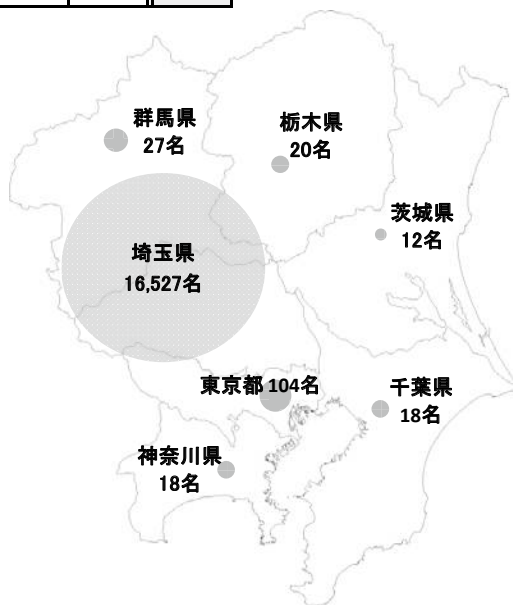 群馬県
27名
栃木県
20名
茨城県
12名
埼玉県
16,527名
東京都 104名
千葉県
18名
神奈川県
18名